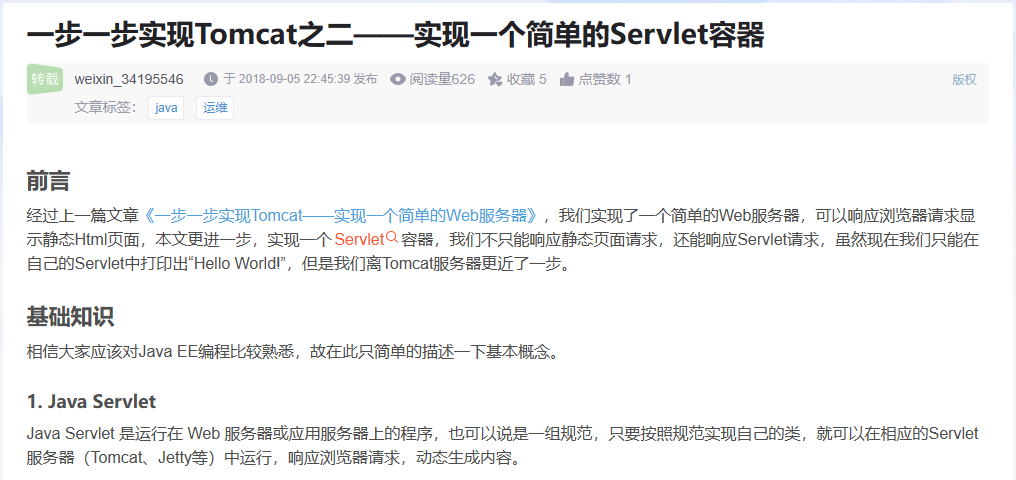 一步一步实现Tomcat之二——实现一个简单的Servlet容器
转载 weixin_34195546 于 2018-09-05 22:45:39 发布 阅读量626 收藏 5 点赞数 1 版权
文章标签： java 运维
前言
经过上一篇文章《一步一步实现Tomcat——实现一个简单的Web服务器》，我们实现了一个简单的Web服务器，可以响应浏览器请求显
示静态Html页面，本文更进一步，实现一个Servlet容器，我们不只能响应静态页面请求，还能响应Servlet请求，虽然现在我们只能在
自己的Servlet中打印出“Hello World!”，但是我们离Tomcat服务器更近了一步。
基础知识
相信大家应该对Java EE编程比较熟悉，故在此只简单的描述一下基本概念。
1. Java Servlet
Java Servlet 是运行在 Web 服务器或应用服务器上的程序，也可以说是一组规范，只要按照规范实现自己的类，就可以在相应的Servlet
服务器（Tomcat、Jetty等）中运行，响应浏览器请求，动态生成内容。